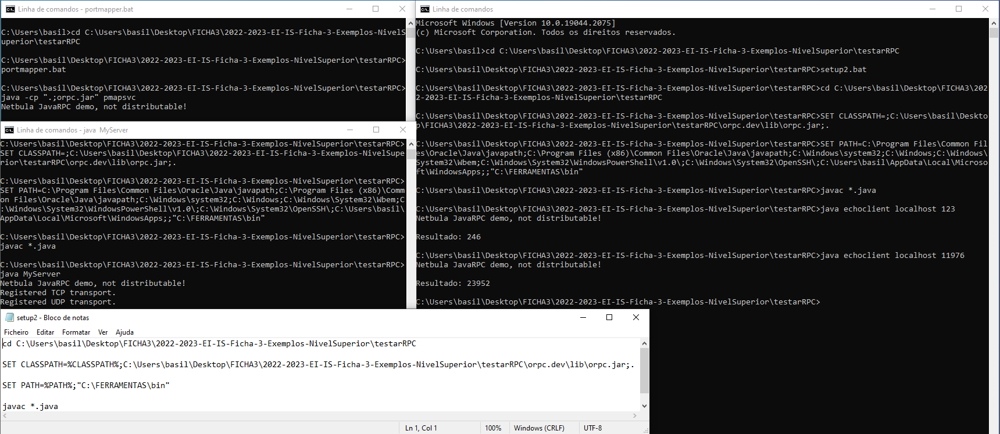 Linha de comandos - portmapper.bat
C:\Users\basil>cd C:\Users\basil\Desktop\FICHA3\2022-2023-EI-IS-Ficha-3-Exemplos-NivelS
uperior\testarRPC
C:\Users\basil\Desktop\FICHA3\2022-2023-EI-IS-Ficha-3-Exemplos-NivelSuperior\testarRPC>
portmapper.bat
C:\Users\basil\Desktop\FICHA3\2022-2023-EI-IS-Ficha-3-Exemplos-NivelSuperior\testarRPC>
java -cp ".;orpc.jar" pmapsvc
Netbula JavaRPC demo, not distributable!
Linha de comandos - java  MyServer
C:\Users\basil\Desktop\FICHA3\2022-2023-EI-IS-Ficha-3-Exemplos-NivelSuperior\testarRPC>
SET CLASSPATH=;C:\Users\basil\Desktop\FICHA3\2022-2023-EI-IS-Ficha-3-Exemplos-NivelSupe
rior\testarRPC\orpc.dev\lib\orpc.jar;.
C:\Users\basil\Desktop\FICHA3\2022-2023-EI-IS-Ficha-3-Exemplos-NivelSuperior\testarRPC>
SET PATH=C:\Program Files\Common Files\Oracle\Java\javapath;C:\Program Files (x86)\Comm
on Files\Oracle\Java\javapath;C:\Windows\system32;C:\Windows;C:\Windows\System32\Wbem;C
:\Windows\System32\WindowsPowerShell\v1.0\;C:\Windows\System32\OpenSSH\;C:\Users\basil\
AppData\Local\Microsoft\WindowsApps;;"C:\FERRAMENTAS\bin"
C:\Users\basil\Desktop\FICHA3\2022-2023-EI-IS-Ficha-3-Exemplos-NivelSuperior\testarRPC>
javac *.java
C:\Users\basil\Desktop\FICHA3\2022-2023-EI-IS-Ficha-3-Exemplos-NivelSuperior\testarRPC>
java MyServer
Netbula JavaRPC demo, not distributable!
Registered TCP transport.
Registered UDP transport.
Linha de comandos
Microsoft Windows [Version 10.0.19044.2075]
(c) Microsoft Corporation. Todos os direitos reservados.
C:\Users\basil>cd C:\Users\basil\Desktop\FICHA3\2022-2023-EI-IS-Ficha-3-Exemplos-NivelSuperior\testarRPC
C:\Users\basil\Desktop\FICHA3\2022-2023-EI-IS-Ficha-3-Exemplos-NivelSuperior\testarRPC>setup2.bat
C:\Users\basil\Desktop\FICHA3\2022-2023-EI-IS-Ficha-3-Exemplos-NivelSuperior\testarRPC>cd C:\Users\basil\Desktop\FICHA3\202
2-2023-EI-IS-Ficha-3-Exemplos-NivelSuperior\testarRPC
C:\Users\basil\Desktop\FICHA3\2022-2023-EI-IS-Ficha-3-Exemplos-NivelSuperior\testarRPC>SET CLASSPATH=;C:\Users\basil\Deskto
p\FICHA3\2022-2023-EI-IS-Ficha-3-Exemplos-NivelSuperior\testarRPC\orpc.dev\lib\orpc.jar;.
C:\Users\basil\Desktop\FICHA3\2022-2023-EI-IS-Ficha-3-Exemplos-NivelSuperior\testarRPC>SET PATH=C:\Program Files\Common Fil
es\Oracle\Java\javapath;C:\Program Files (x86)\Common Files\Oracle\Java\javapath;C:\Windows\system32;C:\Windows;C:\Windows\
System32\Wbem;C:\Windows\System32\WindowsPowerShell\v1.0\;C:\Windows\System32\OpenSSH\;C:\Users\basil\AppData\Local\Microso
ft\WindowsApps;;"C:\FERRAMENTAS\bin"
C:\Users\basil\Desktop\FICHA3\2022-2023-EI-IS-Ficha-3-Exemplos-NivelSuperior\testarRPC>javac *.java
C:\Users\basil\Desktop\FICHA3\2022-2023-EI-IS-Ficha-3-Exemplos-NivelSuperior\testarRPC>java echoclient localhost 123
Netbula JavaRPC demo, not distributable!
Resultado: 246
C:\Users\basil\Desktop\FICHA3\2022-2023-EI-IS-Ficha-3-Exemplos-NivelSuperior\testarRPC>java echoclient localhost 11976
Netbula JavaRPC demo, not distributable!
Resultado: 23952
C:\Users\basil\Desktop\FICHA3\2022-2023-EI-IS-Ficha-3-Exemplos-NivelSuperior\testarRPC>
setup2 - Bloco de notas
Ficheiro Editar Formatar Ver Ajuda
cd C:\Users\basil\Desktop\FICHA3\2022-2023-EI-IS-Ficha-3-Exemplos-NivelSuperior\testarRPC
SET CLASSPATH=%CLASSPATH%;C:\Users\basil\Desktop\FICHA3\2022-2023-EI-IS-Ficha-3-Exemplos-NivelSuperior\testarRPC\orpc.dev\lib\orpc.jar;.
SET PATH=%PATH%;"C:\FERRAMENTAS\bin"
javac *.java
Ln 1, Col 1 100% Windows (CRLF) UTF-8